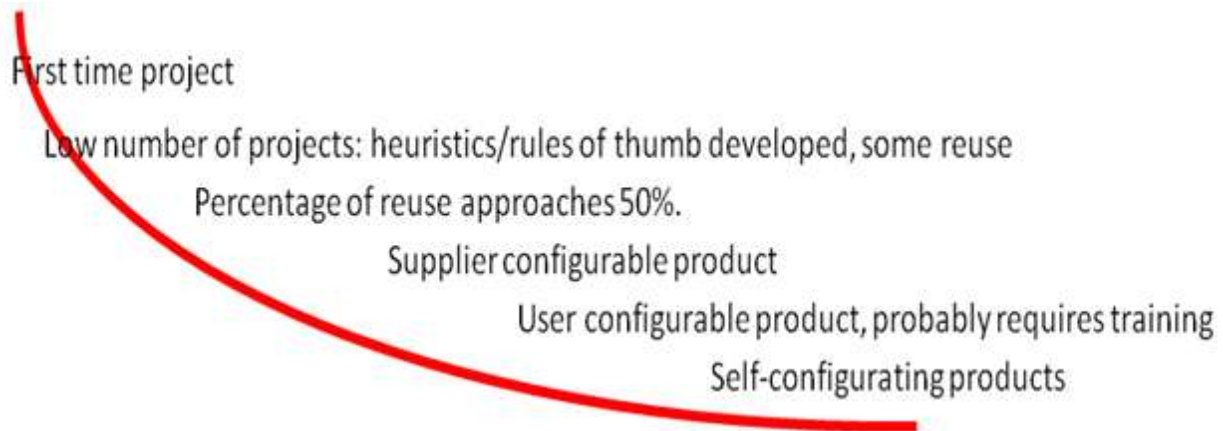 First time project
Low number of projects: heuristics/rules of thumb developed, some reuse
Percentage of reuse approaches 50%.
Supplier configurable product
User configurable product, probably requires training
Self-configurating products